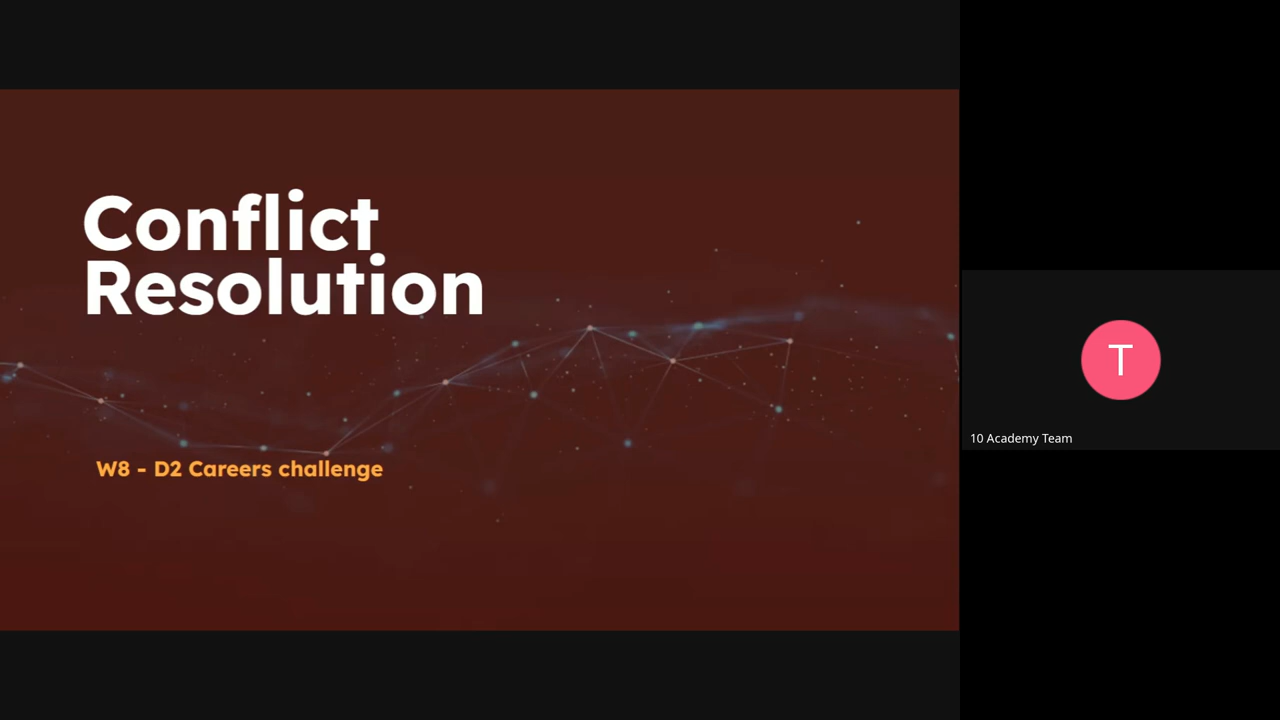 Conflict
Resolution
W8 - D2 Careers challenge
T
10 Academy Team